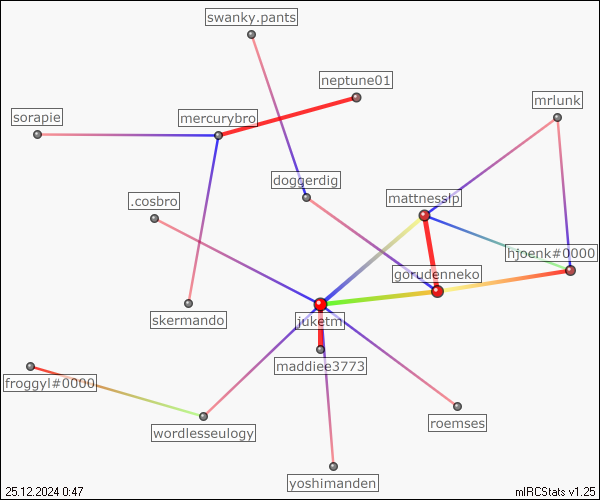 swanky.pants
neptune01
mrlunk
sorapie
mercurybro
doggerdig
mattnesslp
.cosbro
hjoenk#0000
gorudenneko
skermando
juketm
maddiee3773
froggyl#0000
roemses
wordlesseulogy
yoshimanden
25.12.2024 0:47
mIRCStats v1.25